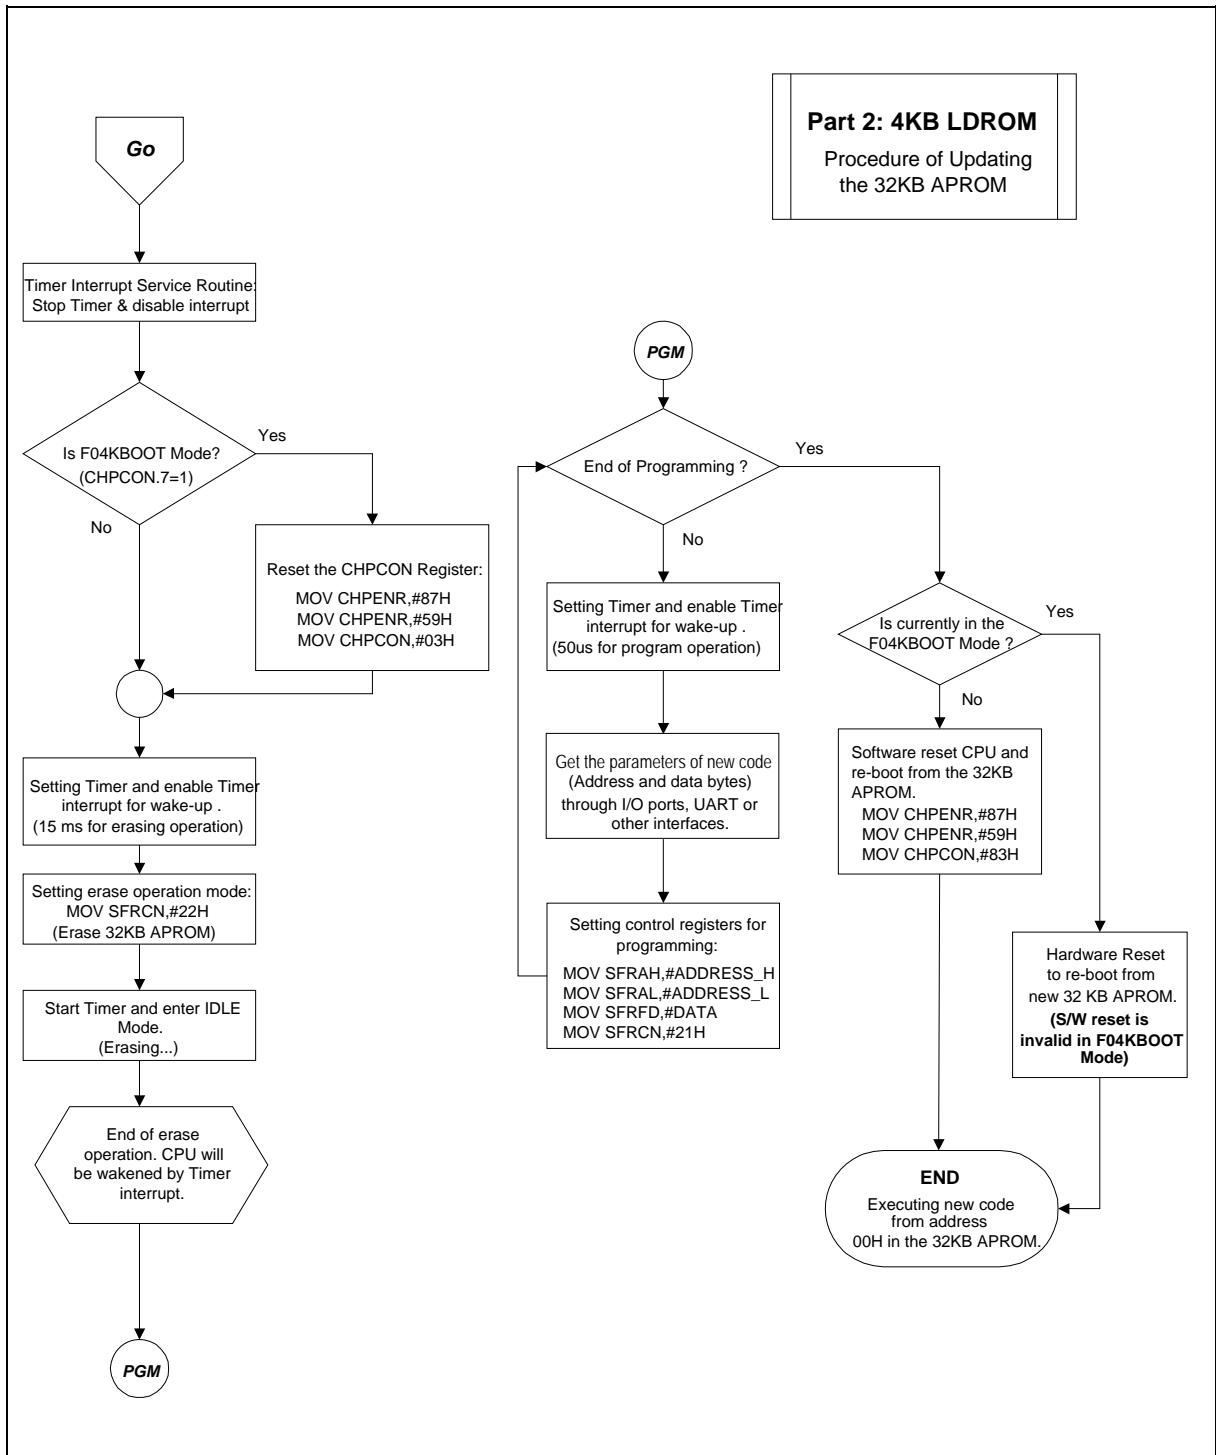 Part 2: 4KB LDROM
Procedure of Updating
the 32KB APROM
Go
Timer Interrupt Service Routine:
Stop Timer & disable interrupt
Is F04KBOOT Mode?
(CHPCON.7=1)
Yes
No
Reset the CHPCON Register:
MOV CHPENR,#87H
MOV CHPENR,#59H
MOV CHPCON,#03H
Setting Timer and enable Timer
interrupt for wake-up .
(15 ms for erasing operation)
Setting erase operation mode:
MOV SFRCN,#22H
(Erase 32KB APROM)
Start Timer and enter IDLE
Mode.
(Erasing...)
End of erase
operation. CPU will
be wakened by Timer
interrupt.
PGM
PGM
End of Programming ?
Yes
No
Setting Timer and enable Timer
interrupt for wake-up .
(50us for program operation)
Get the parameters of new code
(Address and data bytes)
through I/O ports, UART or
other interfaces.
Setting control registers for
programming:
MOV SFRAH,#ADDRESS_H
MOV SFRAL,#ADDRESS_L
MOV SFRFD,#DATA
MOV SFRCN,#21H
Is currently in the
F04KBOOT Mode ?
Yes
No
Software reset CPU and
re-boot from the 32KB
APROM.
MOV CHPENR,#87H
MOV CHPENR,#59H
MOV CHPCON,#83H
Hardware Reset
to re-boot from
new 32 KB APROM.
(S/W reset is
invalid in F04KBOOT
Mode)
END
Executing new code
from address
00H in the 32KB APROM.